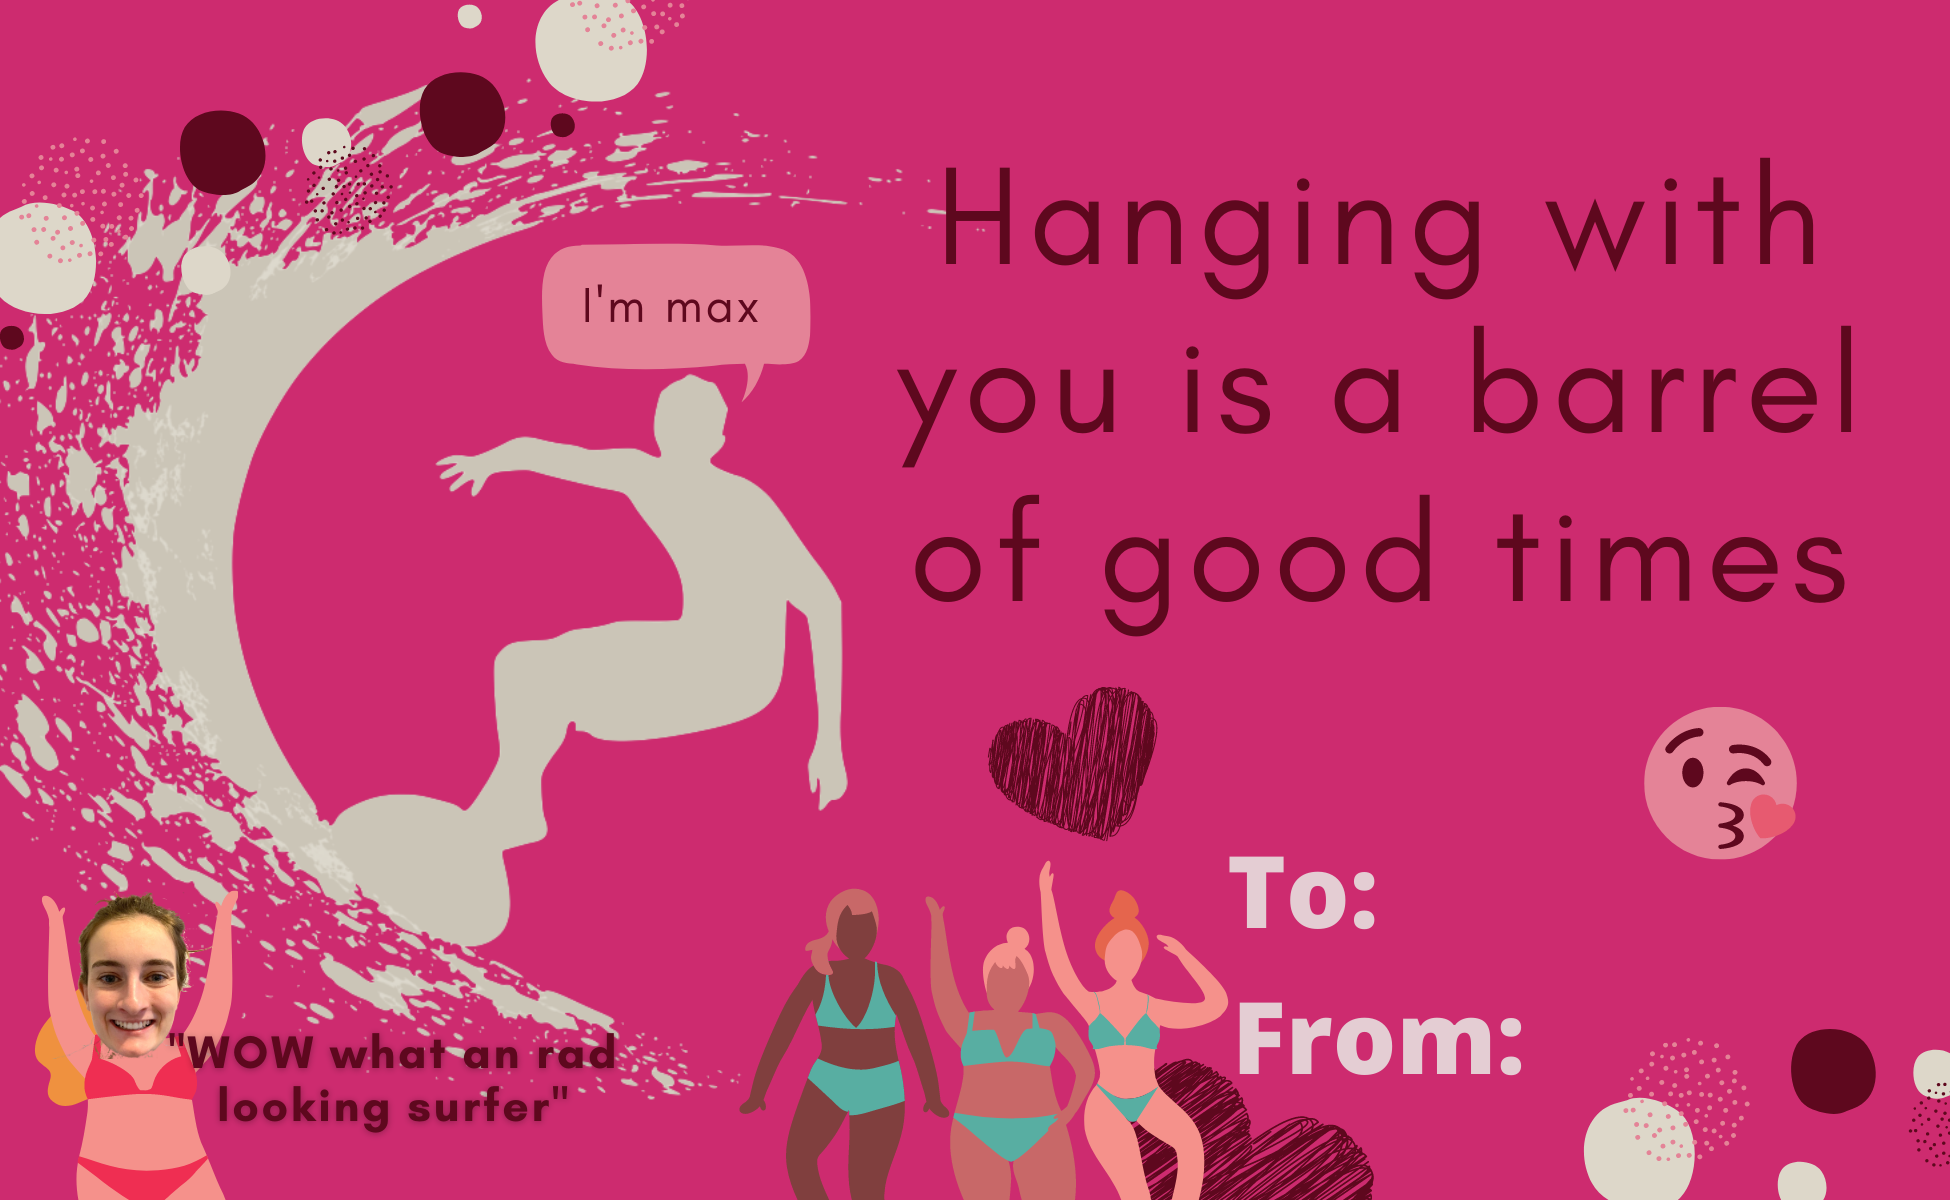 I'm max
Hanging with
you is a barrel
of good times
To:
From:
"WOW what an rad
looking surfer"